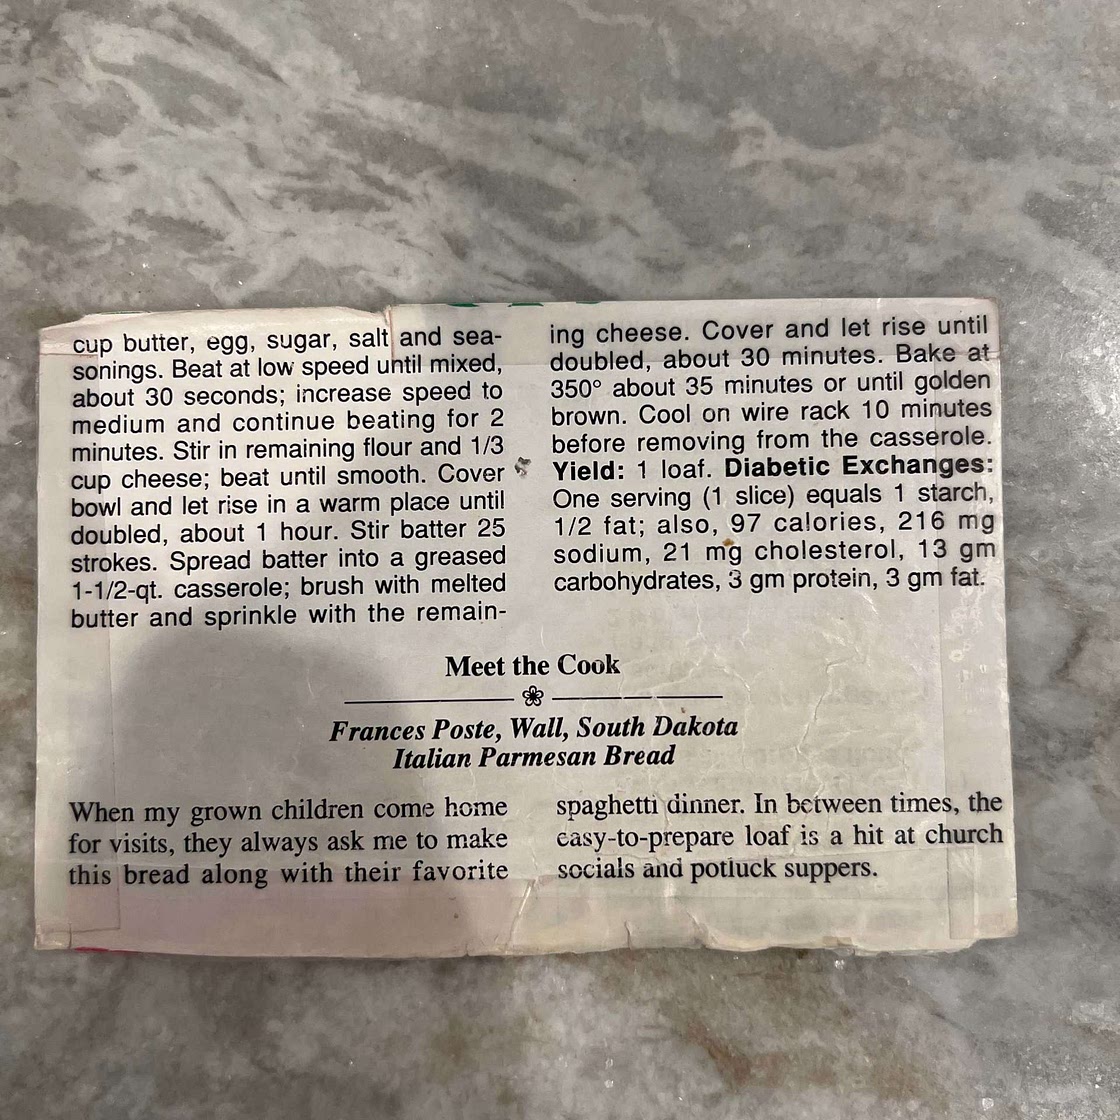 cup butter, egg, sugar, salt and sea-
sonings. Beat at low speed until mixed,
about 30 seconds; increase speed to
medium and continue beating for 2
minutes. Stir in remaining flour and 1/3
cup cheese; beat until smooth. Cover
bowl and let rise in a warm place until
doubled, about 1 hour. Stir batter 25
strokes. Spread batter into a greased
1-1/2-qt. casserole; brush with melted
butter and sprinkle with the remain-
ing cheese. Cover and let rise until
doubled, about 30 minutes. Bake at
350° about 35 minutes or until golden
brown. Cool on wire rack 10 minutes
before removing from the casserole.
Yield: 1 loaf. Diabetic Exchanges:
One serving (1 slice) equals 1 starch,
1/2 fat; also, 97 calories, 216 mg
sodium, 21 mg cholesterol, 13 gm
carbohydrates, 3 gm protein, 3 gm fat.
Meet the Cook
Frances Poste, Wall, South Dakota
Italian Parmesan Bread
When my grown children come home
for visits, they always ask me to make
this bread along with their favorite
spaghetti dinner. In between times, the
easy-to-prepare loaf is a hit at church
socials and potluck suppers.